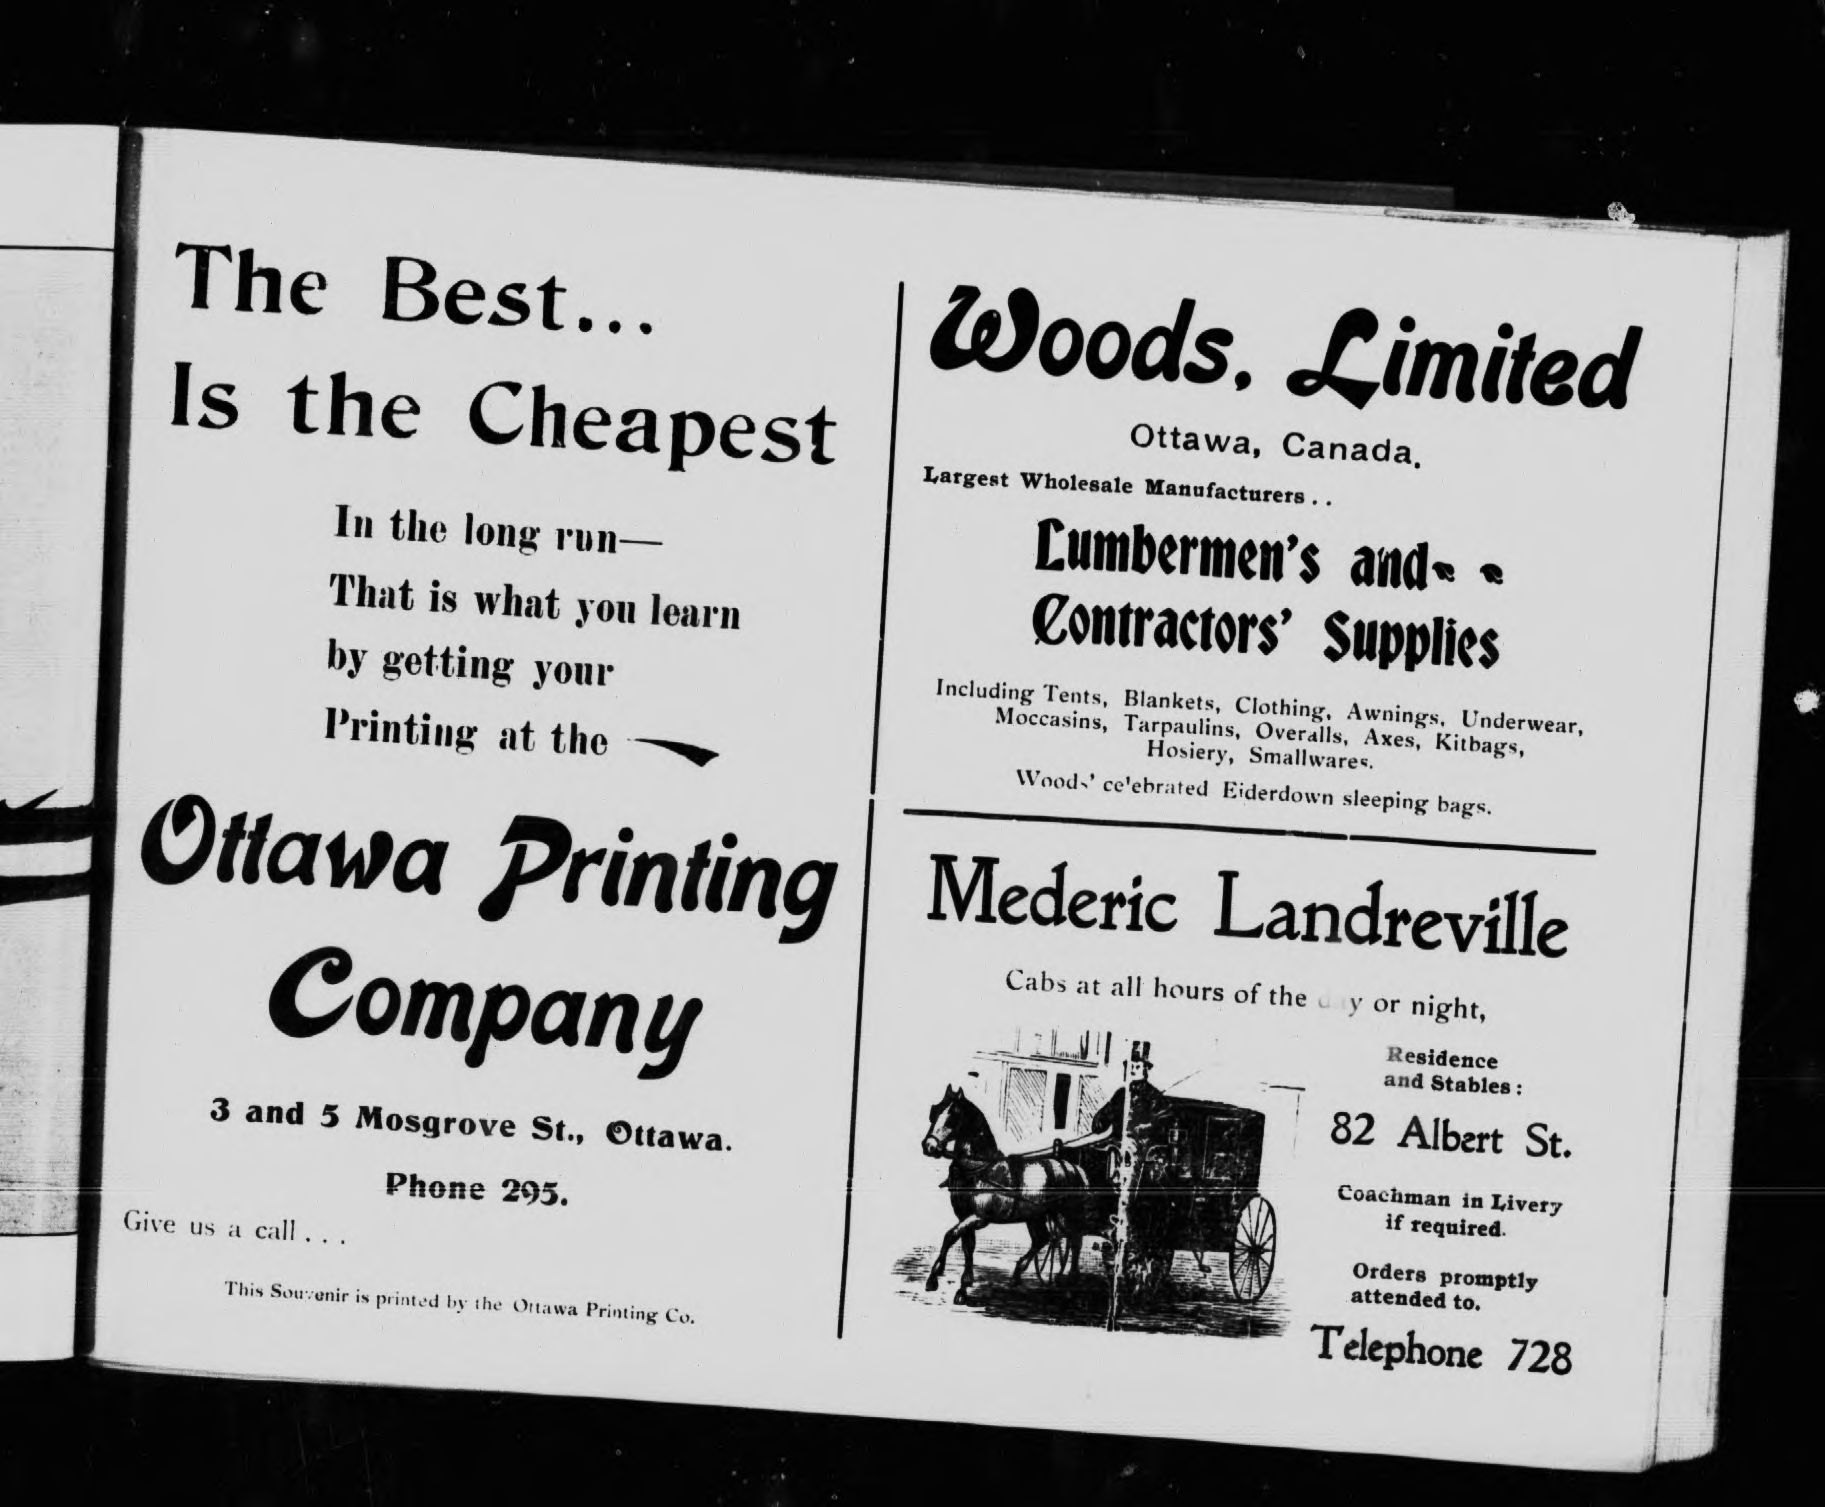 The Best...
Is the Cheapest
In the long run—
That is what you learn
by getting your
Printing at the
Ottawa Printing
Company
3 and 5 Mosgrove St., Ottawa.
Phone 295.
Give us a call . . .
This Souvenir is printed by the Ottawa Printing Co.
Woods, Limited
Ottawa, Canada.
Largest Wholesale Manufacturers . .
Lumbermen's and
Contractors' Supplies
Including Tents, Blankets, Clothing, Awnings, Underwear,
Moccasins, Tarpaulins, Overalls, Axes, Kitbags,
Hosiery, Smallwares.
Woods' celebrated Eiderdown sleeping bags.
Mederic Landreville
Cabs at all hours of the day or night,
Residence
and Stables :
82 Albert St.
Coachman in Livery
if required.
Orders promptly
attended to.
Telephone 728